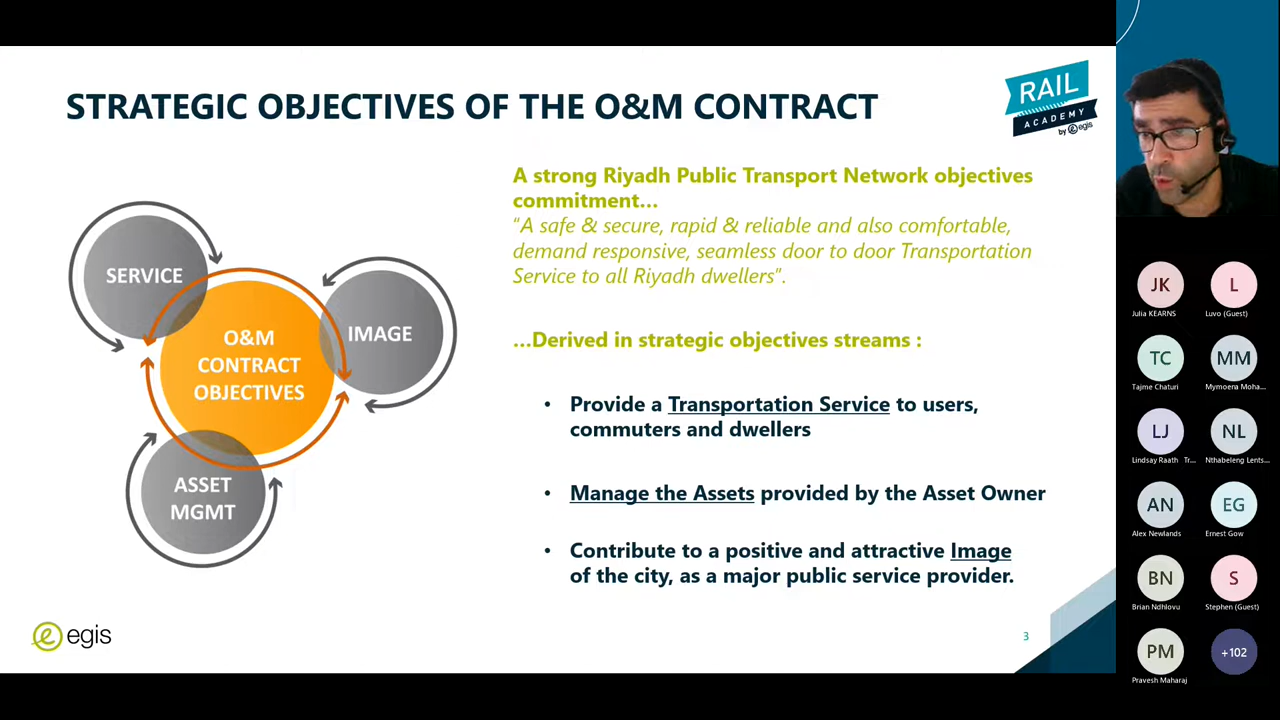 STRATEGIC OBJECTIVES OF THE O&M CONTRACT
RAIL
ACADEMY
by egis
A strong Riyadh Public Transport Network objectives
commitment…
"A safe & secure, rapid & reliable and also comfortable,
demand responsive, seamless door to door Transportation
Service to all Riyadh dwellers".
…Derived in strategic objectives streams :
• Provide a Transportation Service to users,
commuters and dwellers
• Manage the Assets provided by the Asset Owner
• Contribute to a positive and attractive Image
of the city, as a major public service provider.
SERVICE
IMAGE
O&M
CONTRACT
OBJECTIVES
ASSET
MGMT
egis
3
JK
Julia KEARNS
L
Luvo (Guest)
TC
Tajme Chaturi
MM
Mymoena Moha...
LJ
Lindsay Raath Tr...
NL
Nthabeleng Lents...
AN
Alex Newlands
EG
Ernest Gow
BN
Brian Ndhlovu
S
Stephen (Guest)
PM
Pravesh Maharaj
+102